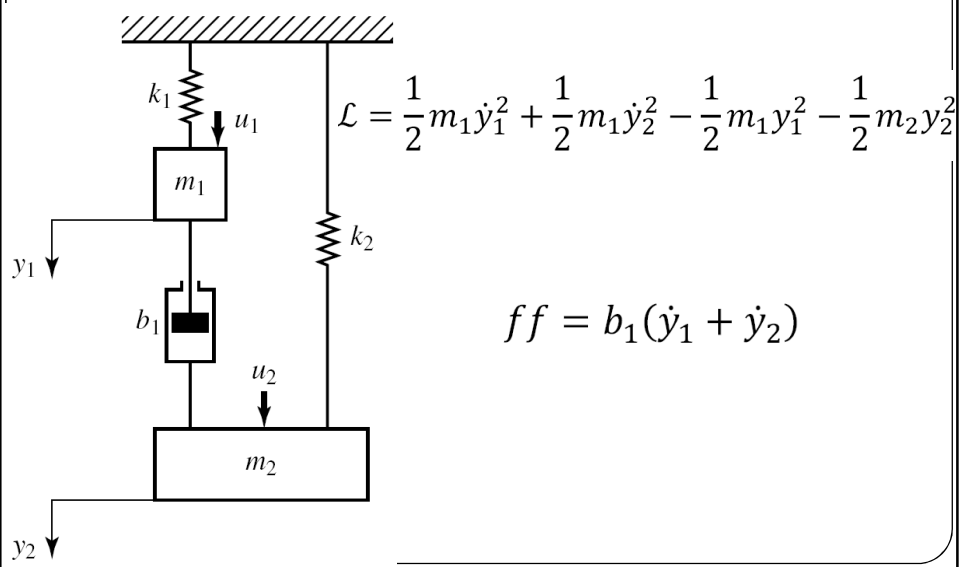 k₁
u₁
ℒ = 1/2 m₁ẏ₁² + 1/2 m₁ẏ₂² − 1/2 m₁y₁² − 1/2 m₂y₂²
m₁
k₂
y₁
b₁
ff = b₁(ẏ₁ + ẏ₂)
u₂
m₂
y₂